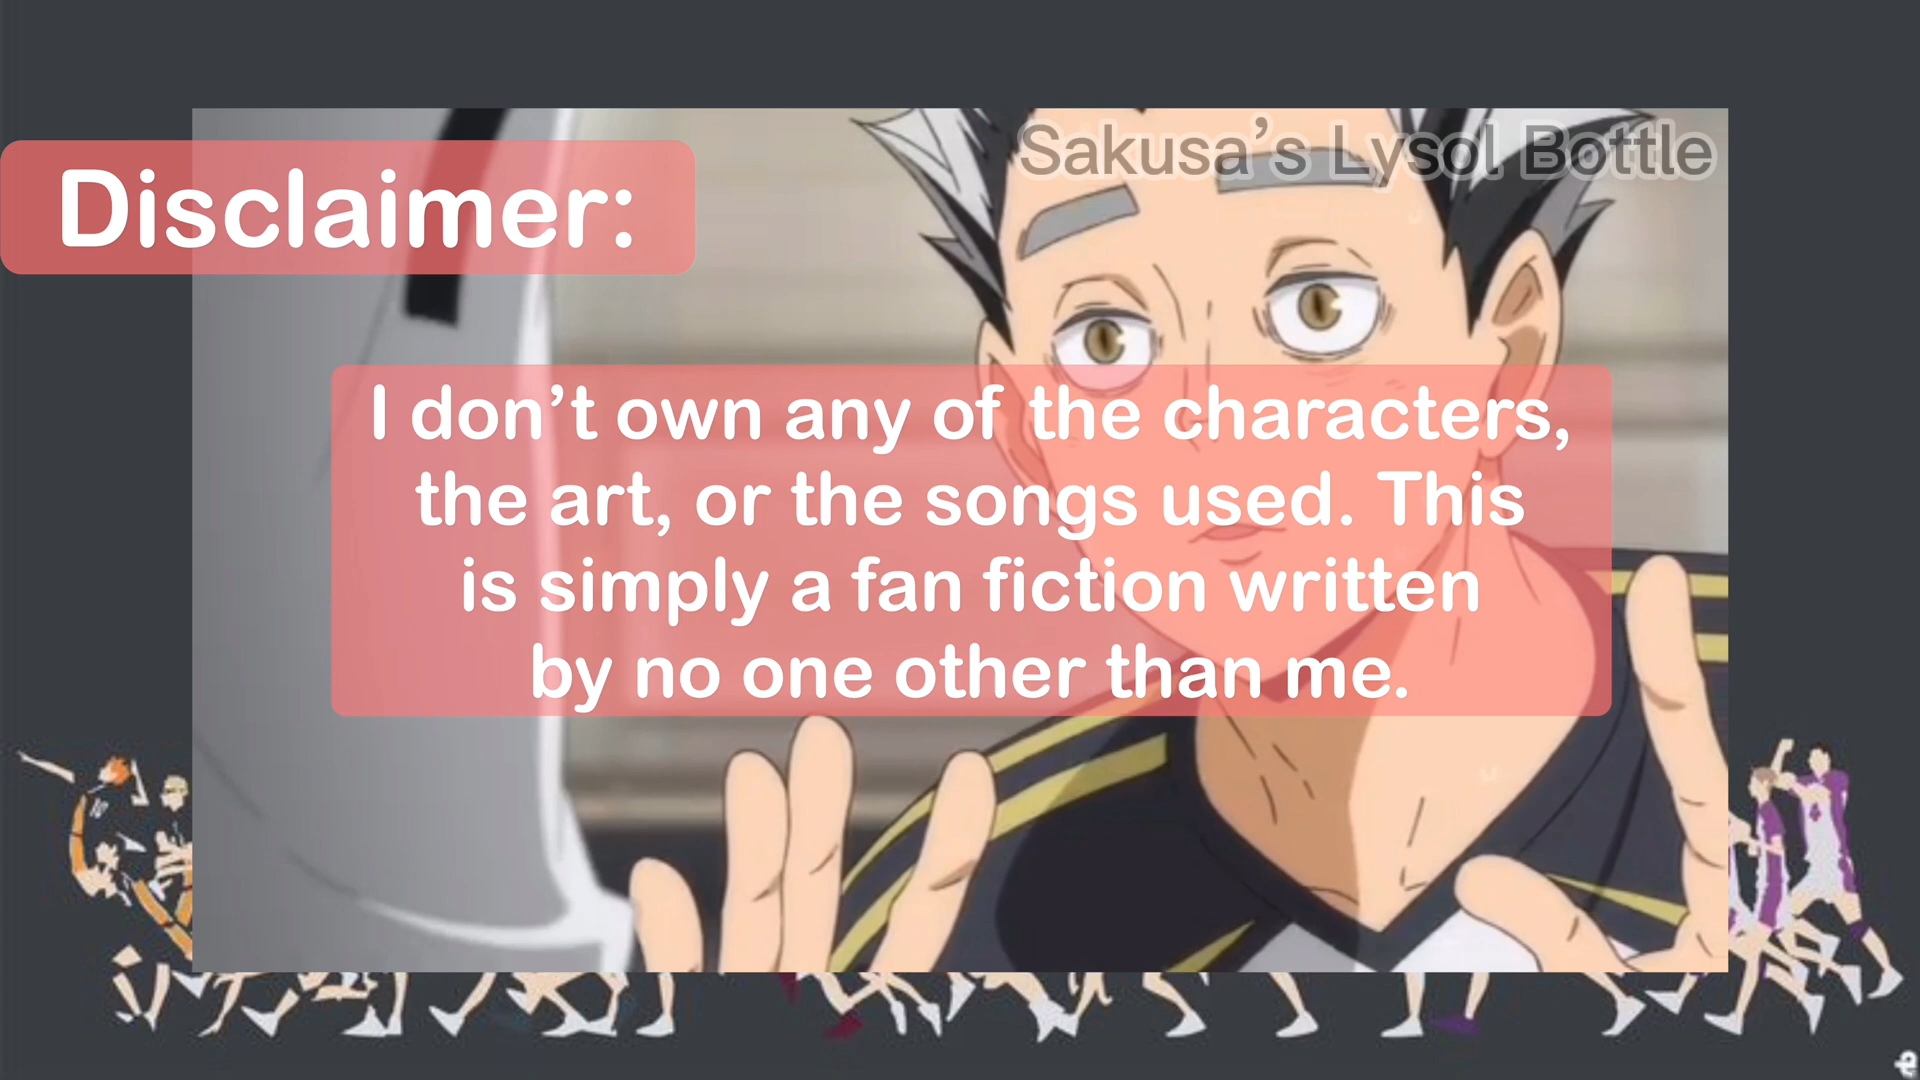 Sakusa’s Lysol Bottle
Disclaimer:
I don’t own any of the characters,
the art, or the songs used. This
is simply a fan fiction written
by no one other than me.